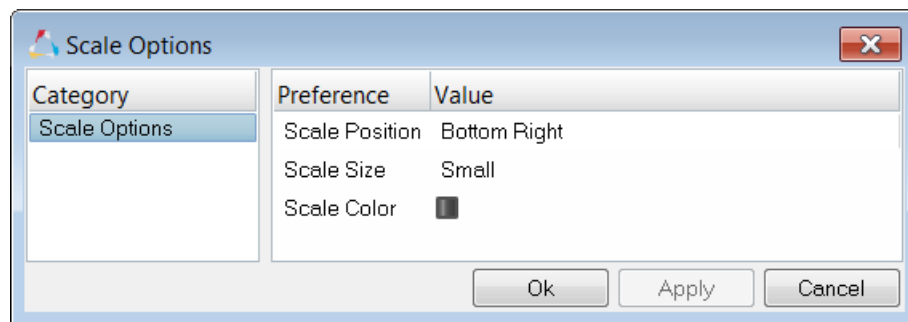 Scale Options
Category
Preference Value
Scale Options
Scale Position Bottom Right
Scale Size Small
Scale Color
Ok Apply Cancel